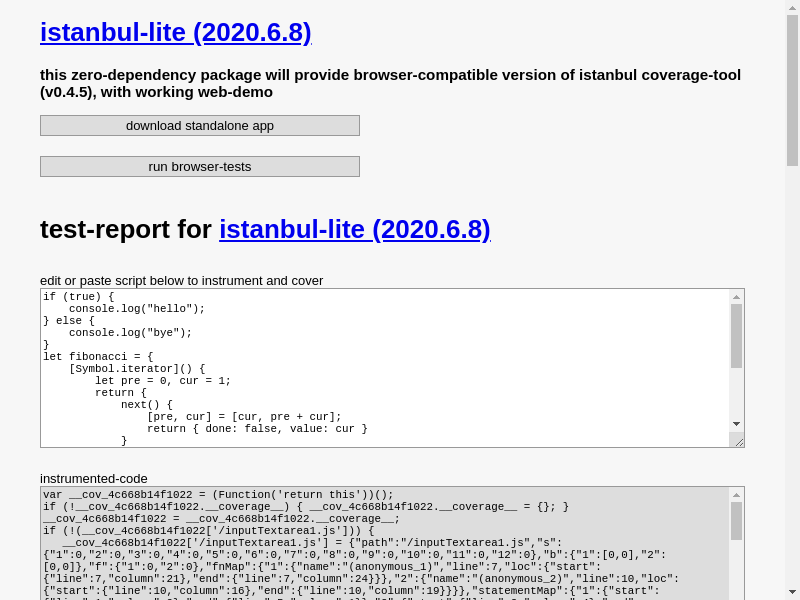 istanbul-lite (2020.6.8)
this zero-dependency package will provide browser-compatible version of istanbul coverage-tool
(v0.4.5), with working web-demo
download standalone app
run browser-tests
test-report for istanbul-lite (2020.6.8)
edit or paste script below to instrument and cover
if (true) {
    console.log("hello");
} else {
    console.log("bye");
}
let fibonacci = {
    [Symbol.iterator]() {
        let pre = 0, cur = 1;
        return {
            next() {
                [pre, cur] = [cur, pre + cur];
                return { done: false, value: cur }
            }
instrumented-code
var __cov_4c668b14f1022 = (Function('return this'))();
if (!__cov_4c668b14f1022.__coverage__) { __cov_4c668b14f1022.__coverage__ = {}; }
__cov_4c668b14f1022 = __cov_4c668b14f1022.__coverage__;
if (!(__cov_4c668b14f1022['/inputTextarea1.js'])) {
   __cov_4c668b14f1022['/inputTextarea1.js'] = {"path":"/inputTextarea1.js","s":
{"1":0,"2":0,"3":0,"4":0,"5":0,"6":0,"7":0,"8":0,"9":0,"10":0,"11":0,"12":0},"b":{"1":[0,0],"2":
[0,0]},"f":{"1":0,"2":0},"fnMap":{"1":{"name":"(anonymous_1)","line":7,"loc":{"start":
{"line":7,"column":21},"end":{"line":7,"column":24}}},"2":{"name":"(anonymous_2)","line":10,"loc":
{"start":{"line":10,"column":16},"end":{"line":10,"column":19}}}},"statementMap":{"1":{"start":